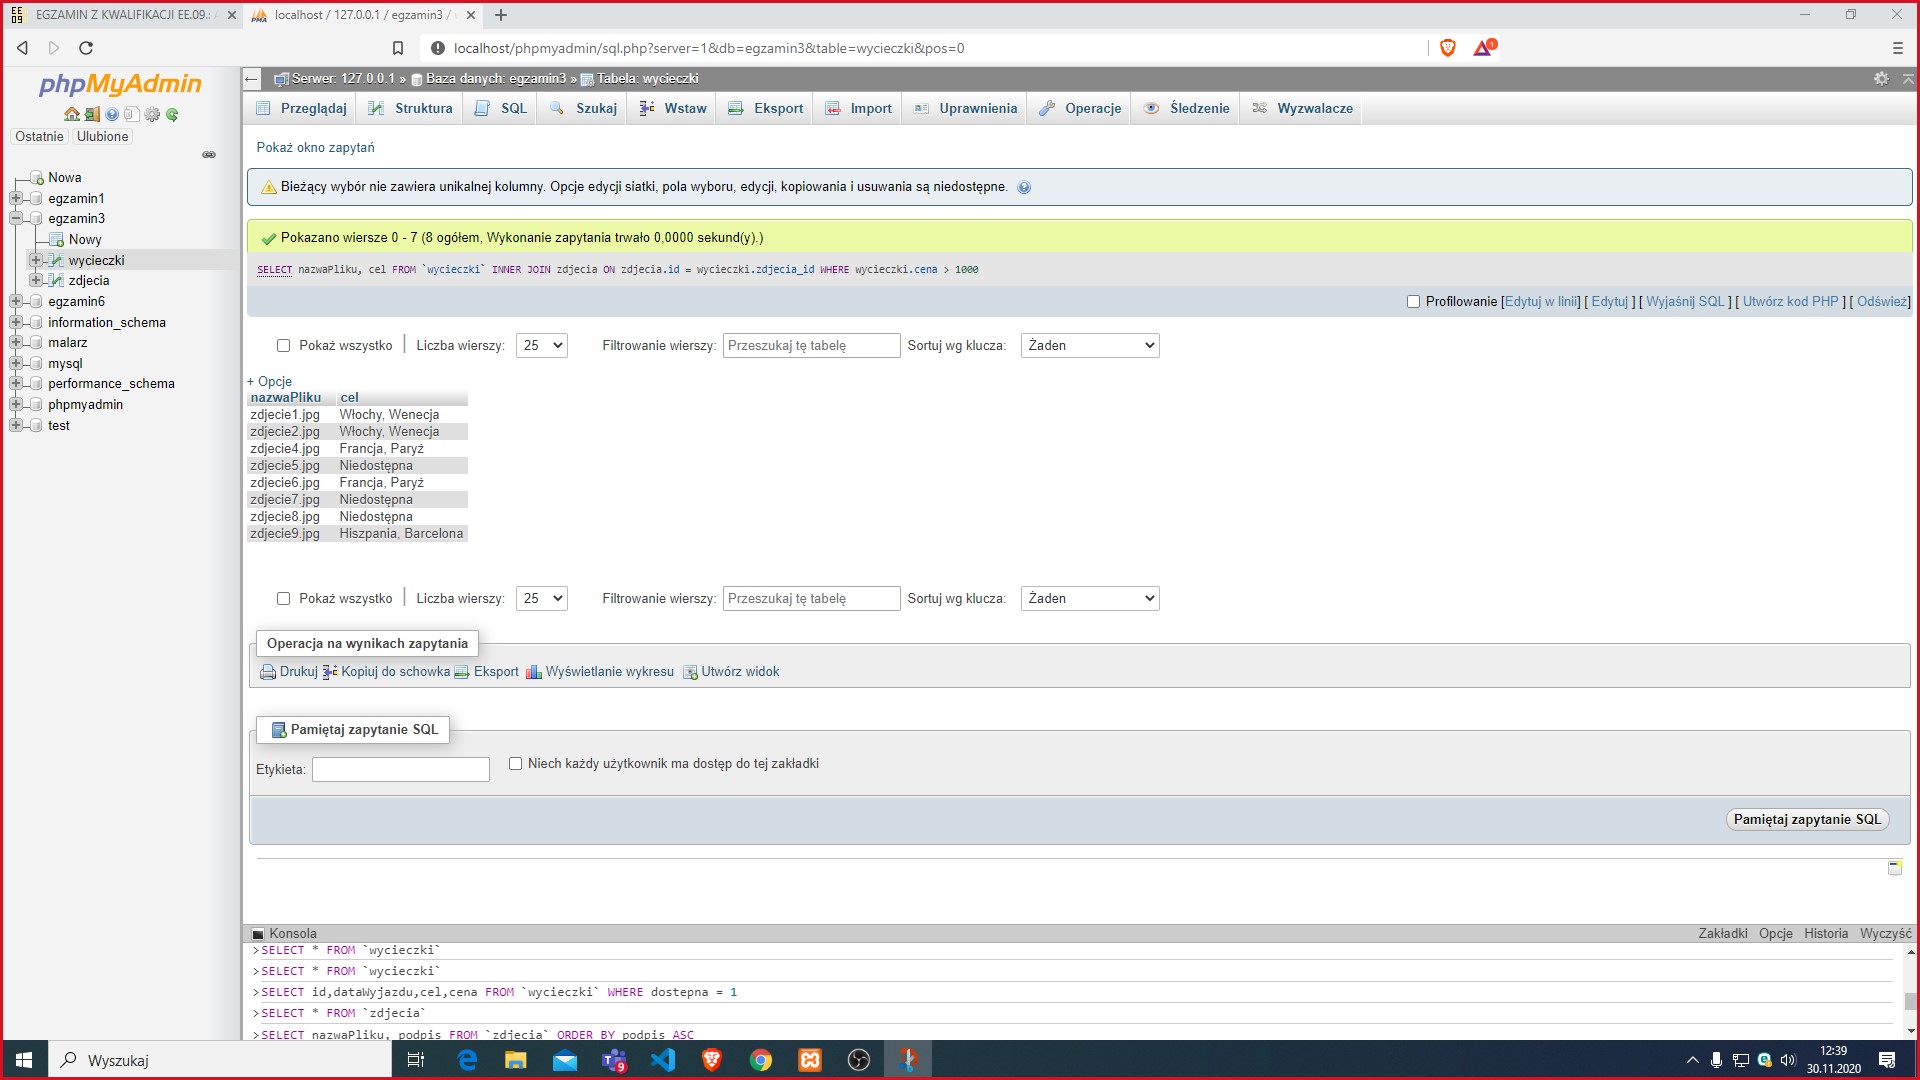 EE
09
EGZAMIN Z KWALIFIKACJI EE.09.: A
localhost / 127.0.0.1 / egzamin3 / w
localhost/phpmyadmin/sql.php?server=1&db=egzamin3&table=wycieczki&pos=0
1
phpMyAdmin
Ostatnie
Ulubione
Nowa
egzamin1
egzamin3
Nowy
wycieczki
zdjecia
egzamin6
information_schema
malarz
mysql
performance_schema
phpmyadmin
test
Serwer: 127.0.0.1 » Baza danych: egzamin3 » Tabela: wycieczki
Przeglądaj Struktura SQL Szukaj Wstaw Eksport Import Uprawnienia Operacje Śledzenie Wyzwalacze
Pokaż okno zapytań
Bieżący wybór nie zawiera unikalnej kolumny. Opcje edycji siatki, pola wyboru, edycji, kopiowania i usuwania są niedostępne.
Pokazano wiersze 0 - 7 (8 ogółem, Wykonanie zapytania trwało 0,0000 sekund(y).)
SELECT nazwaPliku, cel FROM `wycieczki` INNER JOIN zdjecia ON zdjecia.id = wycieczki.zdjecia_id WHERE wycieczki.cena > 1000
Profilowanie [Edytuj w linii] [ Edytuj ] [ Wyjaśnij SQL ] [ Utwórz kod PHP ] [ Odśwież]
Pokaż wszystko | Liczba wierszy: 25 Filtrowanie wierszy: Przeszukaj tę tabelę Sortuj wg klucza: Żaden
+ Opcje
nazwaPliku cel
zdjecie1.jpg Włochy, Wenecja
zdjecie2.jpg Włochy, Wenecja
zdjecie4.jpg Francja, Paryż
zdjecie5.jpg Niedostępna
zdjecie6.jpg Francja, Paryż
zdjecie7.jpg Niedostępna
zdjecie8.jpg Niedostępna
zdjecie9.jpg Hiszpania, Barcelona
Pokaż wszystko | Liczba wierszy: 25 Filtrowanie wierszy: Przeszukaj tę tabelę Sortuj wg klucza: Żaden
Operacja na wynikach zapytania
Drukuj Kopiuj do schowka Eksport Wyświetlanie wykresu Utwórz widok
Pamiętaj zapytanie SQL
Etykieta: Niech każdy użytkownik ma dostęp do tej zakładki
Pamiętaj zapytanie SQL
Konsola Zakładki Opcje Historia Wyczyść
>SELECT * FROM `wycieczki`
>SELECT * FROM `wycieczki`
>SELECT id,dataWyjazdu,cel,cena FROM `wycieczki` WHERE dostepna = 1
>SELECT * FROM `zdjecia`
>SELECT nazwaPliku, podpis FROM `zdjecia` ORDER BY podpis ASC
Wyszukaj
9
12:39
30.11.2020